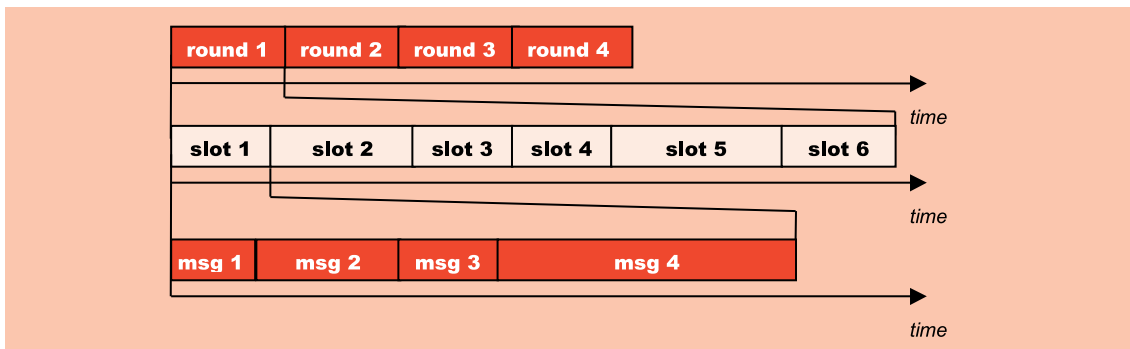 round 1 round 2 round 3 round 4
time
slot 1 slot 2 slot 3 slot 4 slot 5 slot 6
time
msg 1 msg 2 msg 3 msg 4
time